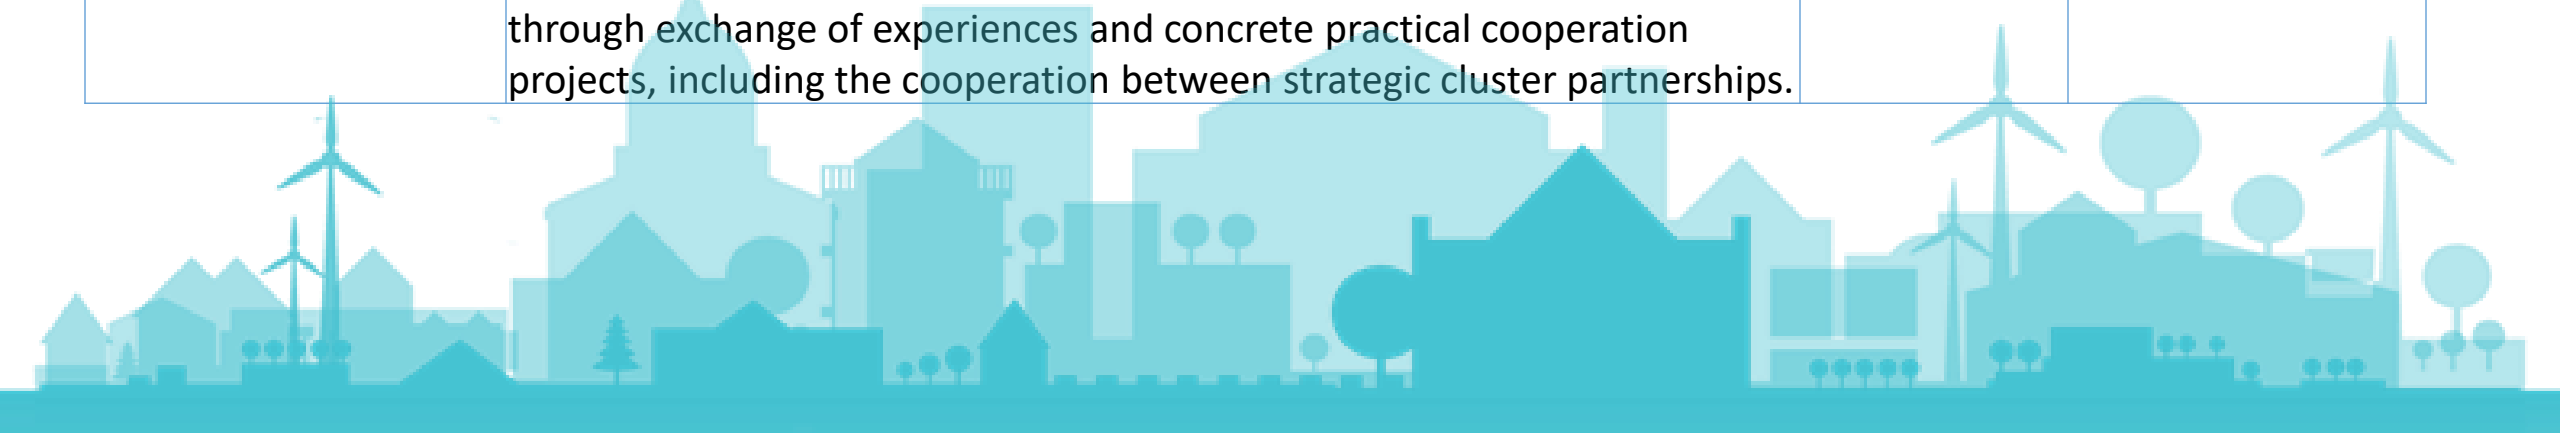 through exchange of experiences and concrete practical cooperation
projects, including the cooperation between strategic cluster partnerships.